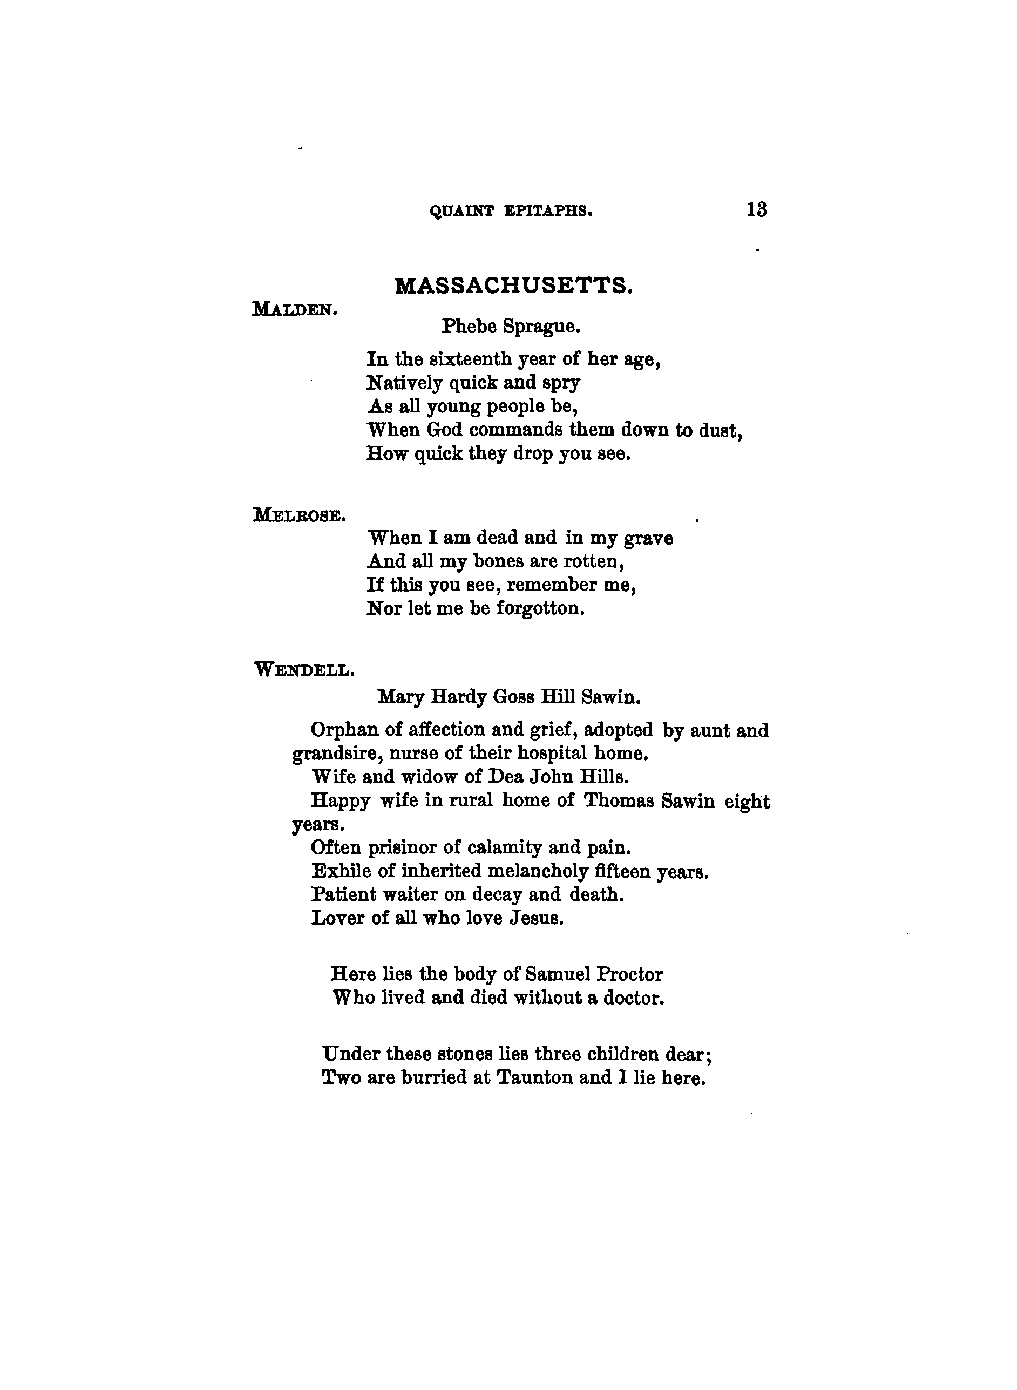 QUAINT EPITAPHS. 13
MASSACHUSETTS.
MALDEN.
Phebe Sprague.
In the sixteenth year of her age,
Natively quick and spry
As all young people be,
When God commands them down to dust,
How quick they drop you see.
MELROSE.
When I am dead and in my grave
And all my bones are rotten,
If this you see, remember me,
Nor let me be forgotton.
WENDELL.
Mary Hardy Goss Hill Sawin.
Orphan of affection and grief, adopted by aunt and
grandsire, nurse of their hospital home.
Wife and widow of Dea John Hills.
Happy wife in rural home of Thomas Sawin eight
years.
Often prisinor of calamity and pain.
Exhile of inherited melancholy fifteen years.
Patient waiter on decay and death.
Lover of all who love Jesus.
Here lies the body of Samuel Proctor
Who lived and died without a doctor.
Under these stones lies three children dear;
Two are burried at Taunton and I lie here.